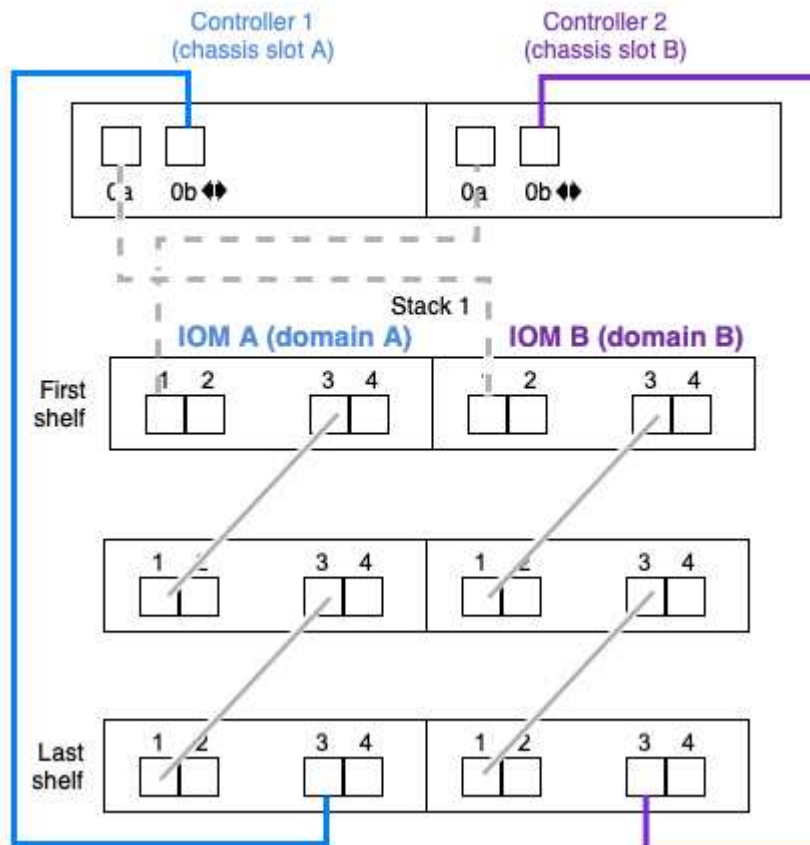 Controller 1
(chassis slot A)
Controller 2
(chassis slot B)
0a 0b
0a 0b
Stack 1
IOM A (domain A)
IOM B (domain B)
First
shelf
1 2 3 4
1 2 3 4
1 2 3 4
1 2 3 4
Last
shelf
1 2 3 4
1 2 3 4